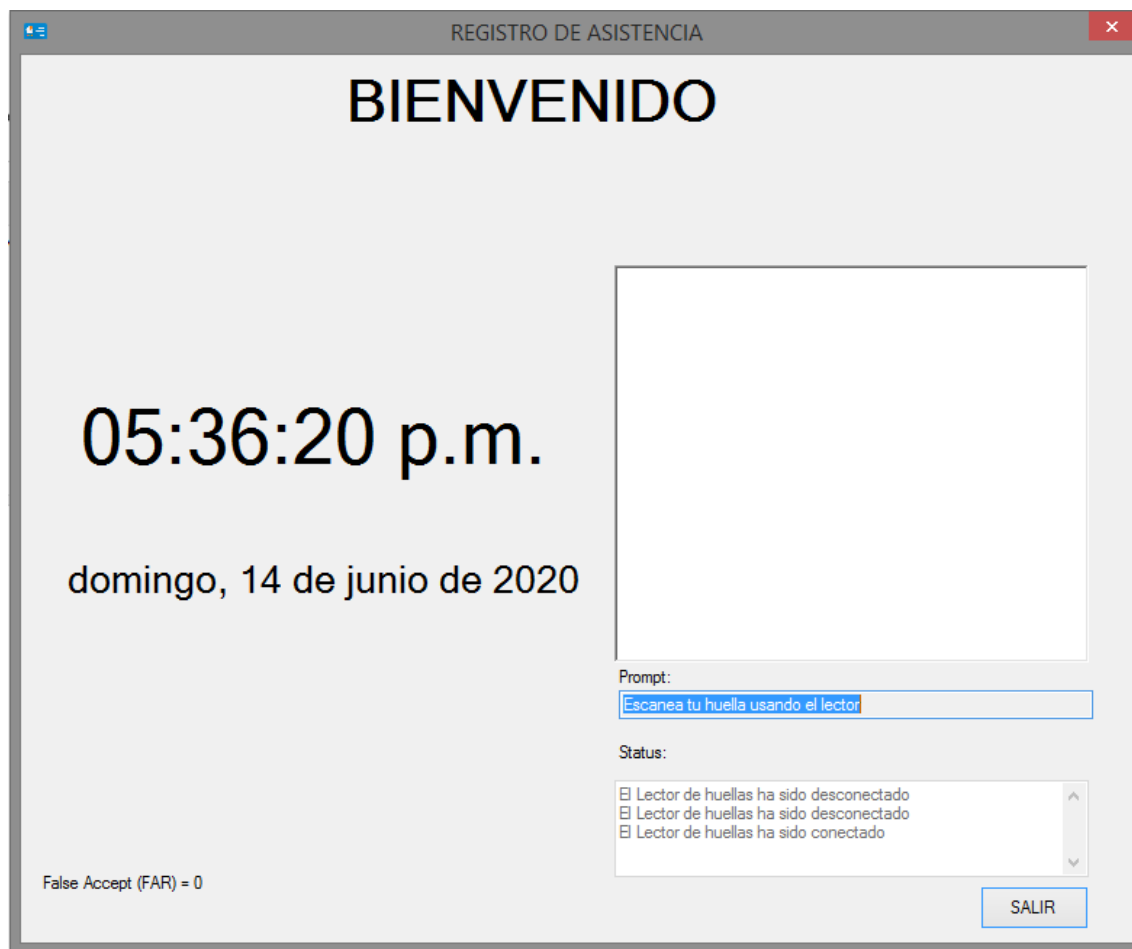 REGISTRO DE ASISTENCIA
BIENVENIDO
05:36:20 p.m.
domingo, 14 de junio de 2020
Prompt:
Escanea tu huella usando el lector
Status:
El Lector de huellas ha sido desconectado
El Lector de huellas ha sido desconectado
El Lector de huellas ha sido conectado
False Accept (FAR) = 0
SALIR